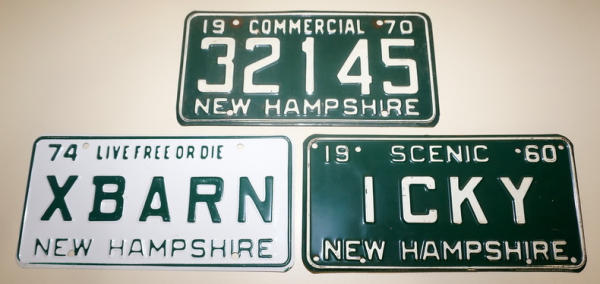 19 COMMERCIAL 70
32145
NEW HAMPSHIRE
74 LIVE FREE OR DIE
XBARN
NEW HAMPSHIRE
19 SCENIC 60
ICKY
NEW HAMPSHIRE